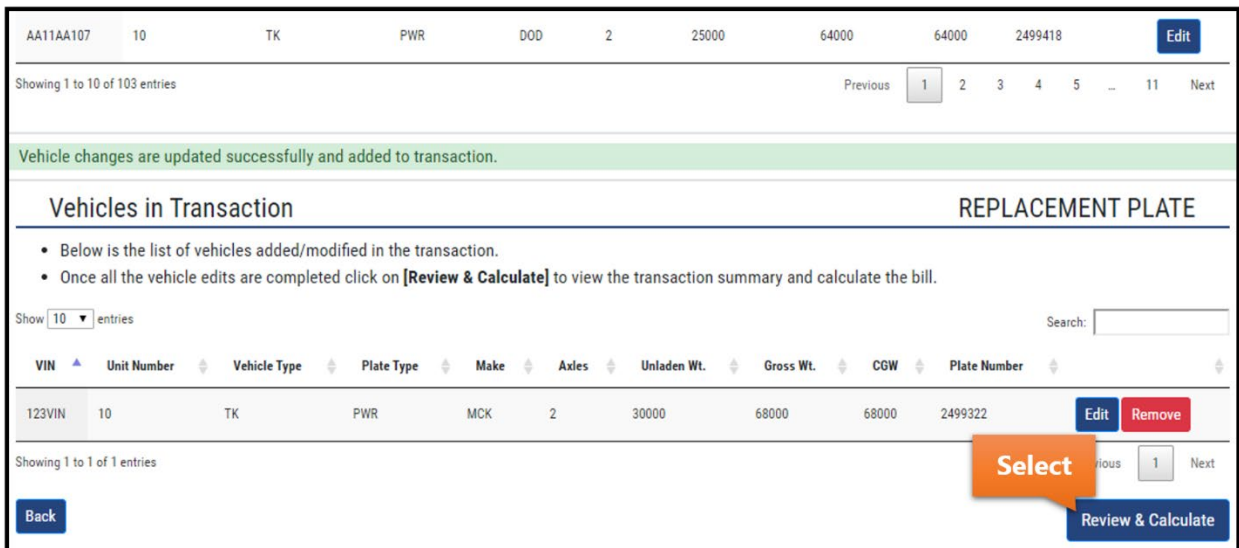 AA11AA107 10 TK PWR DOD 2 25000 64000 64000 2499418 Edit
Showing 1 to 10 of 103 entries Previous 1 2 3 4 5 ... 11 Next
Vehicle changes are updated successfully and added to transaction.
Vehicles in Transaction REPLACEMENT PLATE
• Below is the list of vehicles added/modified in the transaction.
• Once all the vehicle edits are completed click on [Review & Calculate] to view the transaction summary and calculate the bill.
Show 10 entries Search:
VIN Unit Number Vehicle Type Plate Type Make Axles Unladen Wt. Gross Wt. CGW Plate Number
123VIN 10 TK PWR MCK 2 30000 68000 68000 2499322 Edit Remove
Showing 1 to 1 of 1 entries Select vious 1 Next
Back Review & Calculate